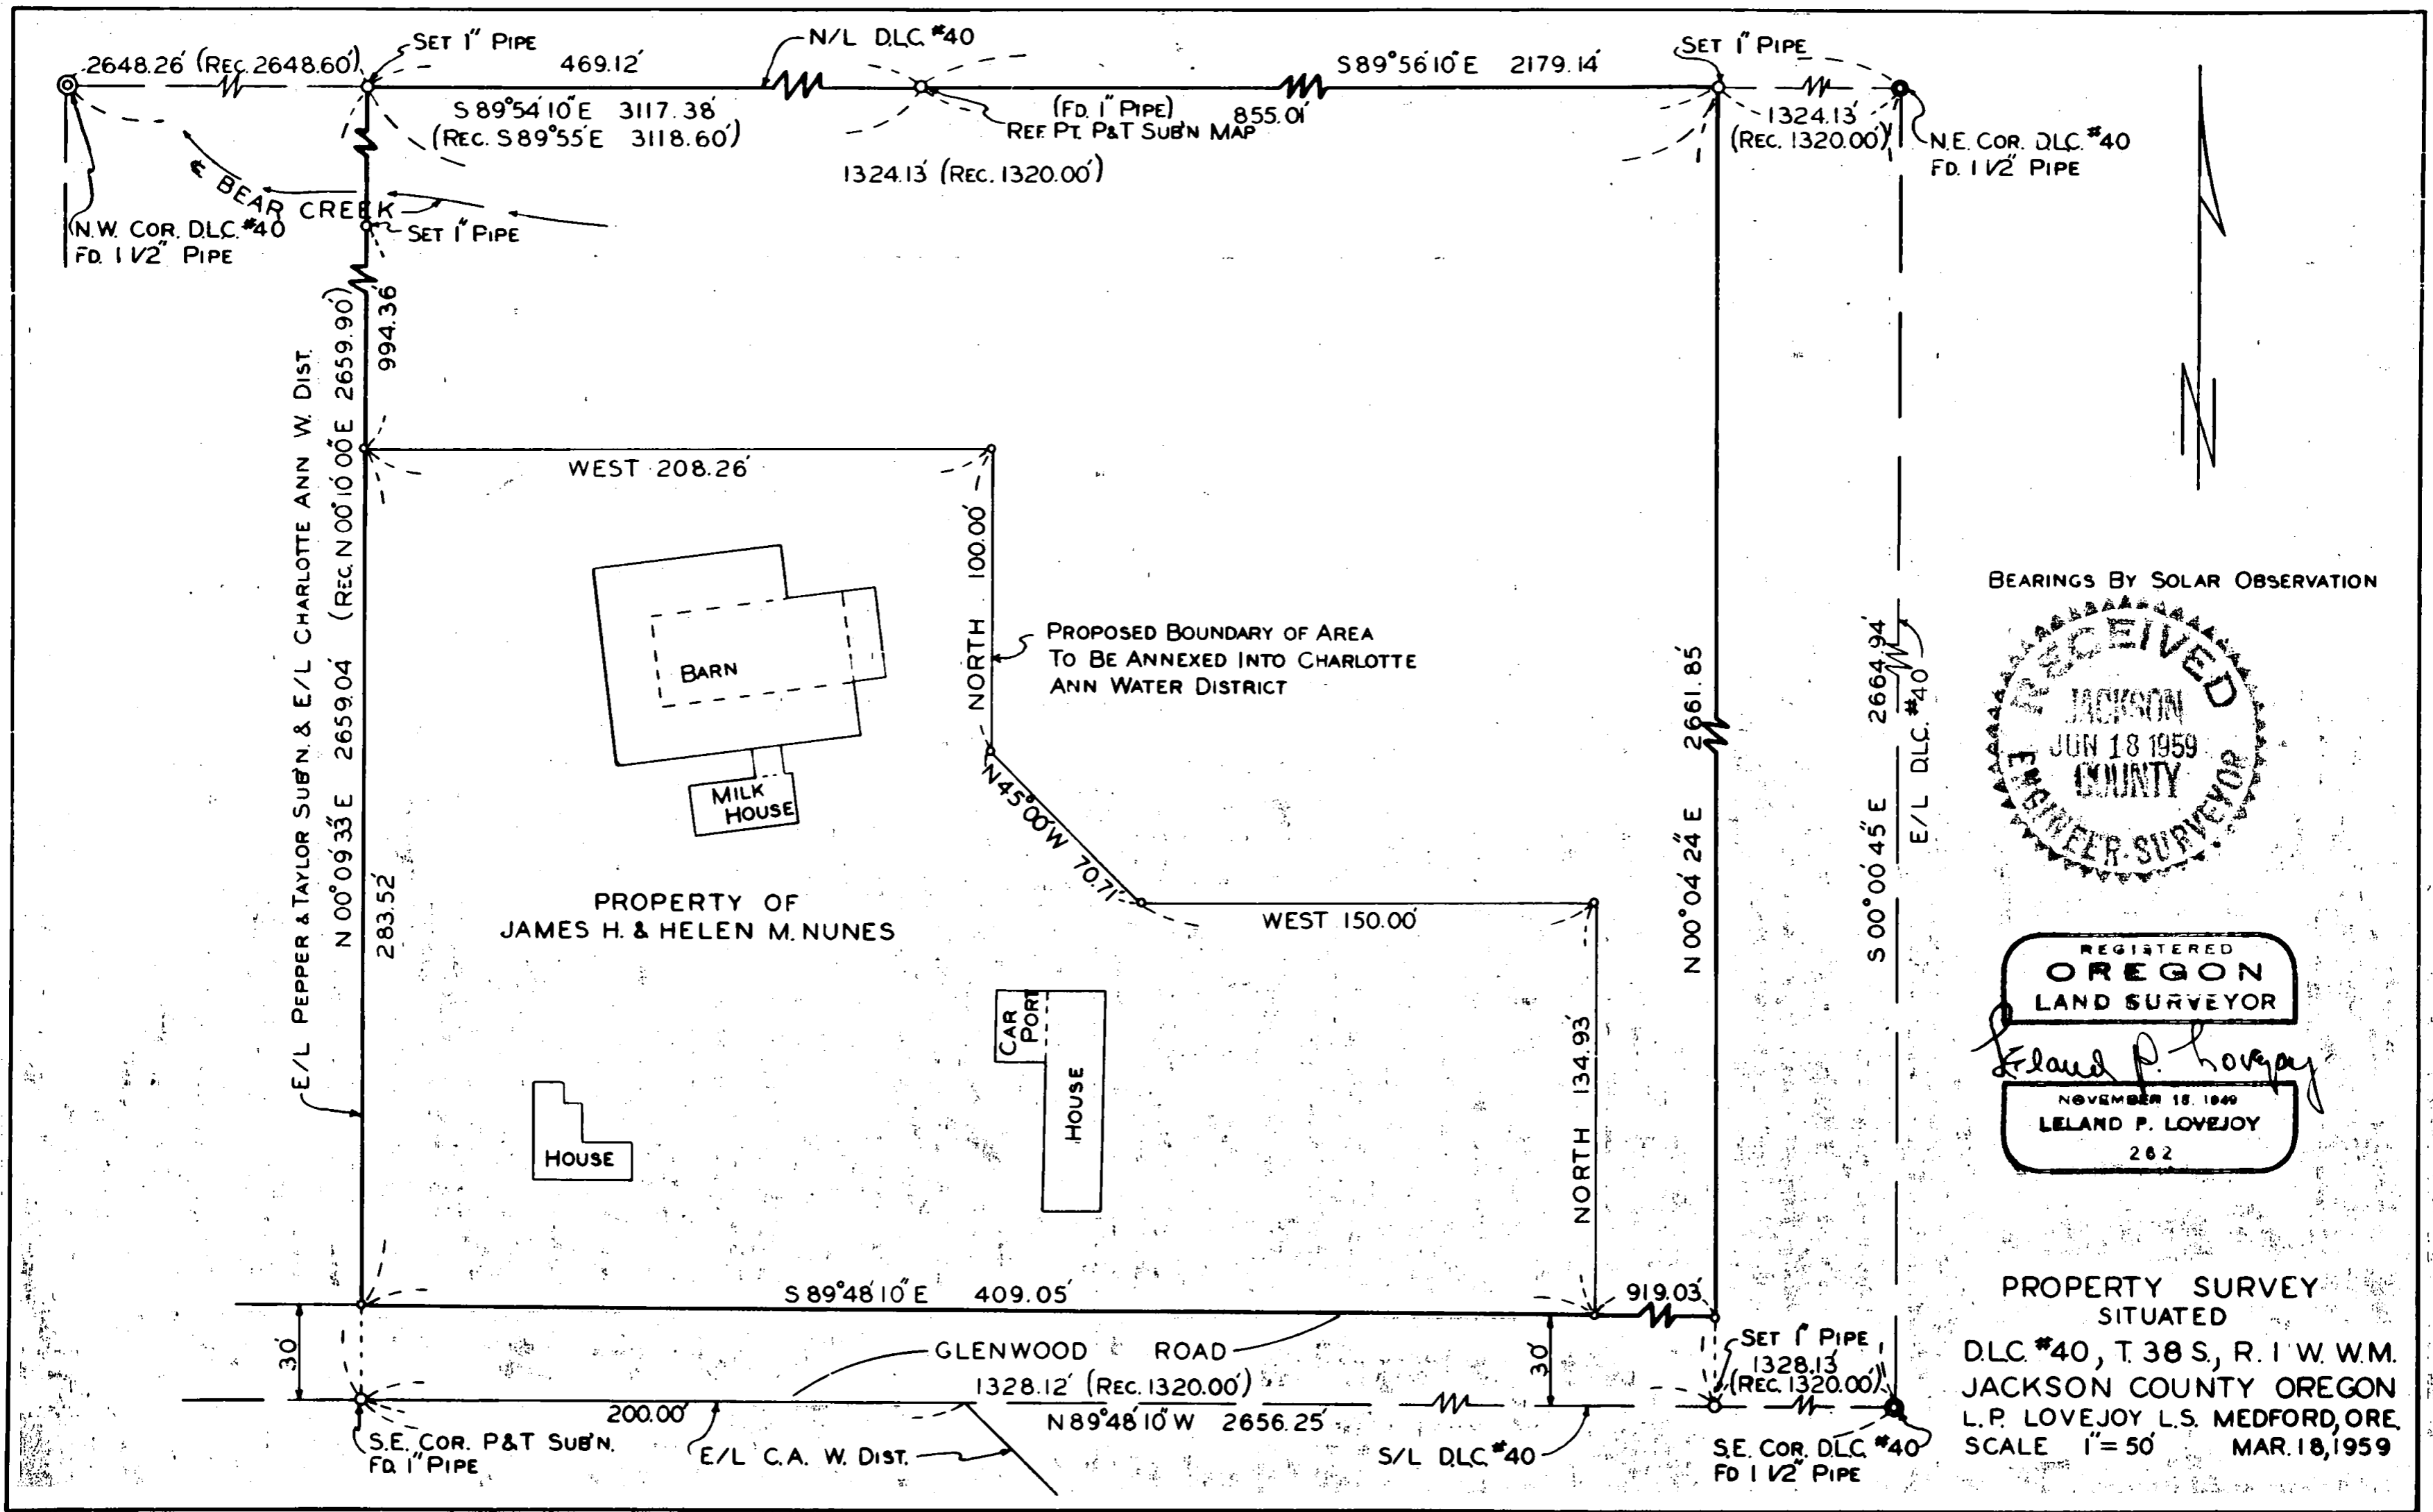 2648.26' (REC. 2648.60')
SET 1" PIPE
469.12'
N/L D.L.C. #40
S 89°56'10" E 2179.14'
SET 1" PIPE
S 89°54'10" E 3117.38'
(REC. S 89°55' E 3118.60')
(FD. 1" PIPE)
REF. PT. P&T SUB'N MAP
855.01'
1324.13' (REC. 1320.00')
1324.13'
(REC. 1320.00')
N.E. COR. D.L.C. #40
FD. 1 1/2" PIPE
℄ BEAR CREEK
N.W. COR. D.L.C. #40
FD. 1 1/2" PIPE
SET 1" PIPE
E/L PEPPER & TAYLOR SUB'N. & E/L CHARLOTTE ANN W. DIST.
N 00°09'33" E 2659.04' (REC. N 00°10'00" E 2659.90')
994.36'
283.52'
WEST 208.26'
NORTH 100.00'
BARN
MILK
HOUSE
PROPOSED BOUNDARY OF AREA
TO BE ANNEXED INTO CHARLOTTE
ANN WATER DISTRICT
N 45°00' W 70.71'
WEST 150.00'
PROPERTY OF
JAMES H. & HELEN M. NUNES
CAR
PORT
HOUSE
HOUSE
NORTH 134.93'
N 00°04'24" E 2661.85'
S 00°00'45" E 2664.94'
E/L D.L.C. #40
S 89°48'10" E 409.05'
919.03'
30'
GLENWOOD ROAD
1328.12' (REC. 1320.00')
200.00'
N 89°48'10" W 2656.25'
30'
SET 1" PIPE
1328.13'
(REC. 1320.00')
S.E. COR. P&T SUB'N.
FD. 1" PIPE
E/L C.A. W. DIST.
S/L D.L.C. #40
S.E. COR. D.L.C. #40
FD 1 1/2" PIPE
N
BEARINGS BY SOLAR OBSERVATION
RECEIVED
JACKSON
JUN 18 1959
COUNTY
ENGINEER-SURVEYOR
REGISTERED
OREGON
LAND SURVEYOR
Leland P. Lovejoy
NOVEMBER 18, 1949
LELAND P. LOVEJOY
262
PROPERTY SURVEY
SITUATED
D.L.C. #40, T. 38 S., R. 1 W. W.M.
JACKSON COUNTY OREGON
L.P. LOVEJOY L.S. MEDFORD, ORE.
SCALE 1" = 50' MAR. 18, 1959